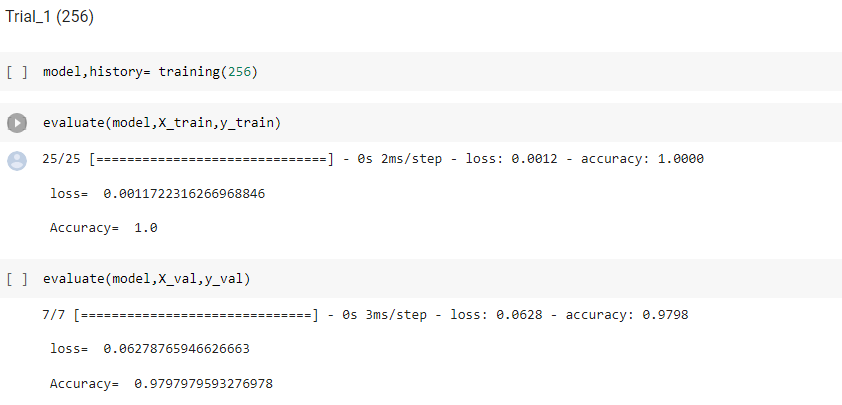 Trial_1 (256)
[ ] model,history= training(256)
evaluate(model,X_train,y_train)
25/25 [==============================] - 0s 2ms/step - loss: 0.0012 - accuracy: 1.0000
loss=  0.0011722316266968846
Accuracy=  1.0
[ ] evaluate(model,X_val,y_val)
7/7 [==============================] - 0s 3ms/step - loss: 0.0628 - accuracy: 0.9798
loss=  0.06278765946626663
Accuracy=  0.9797979593276978